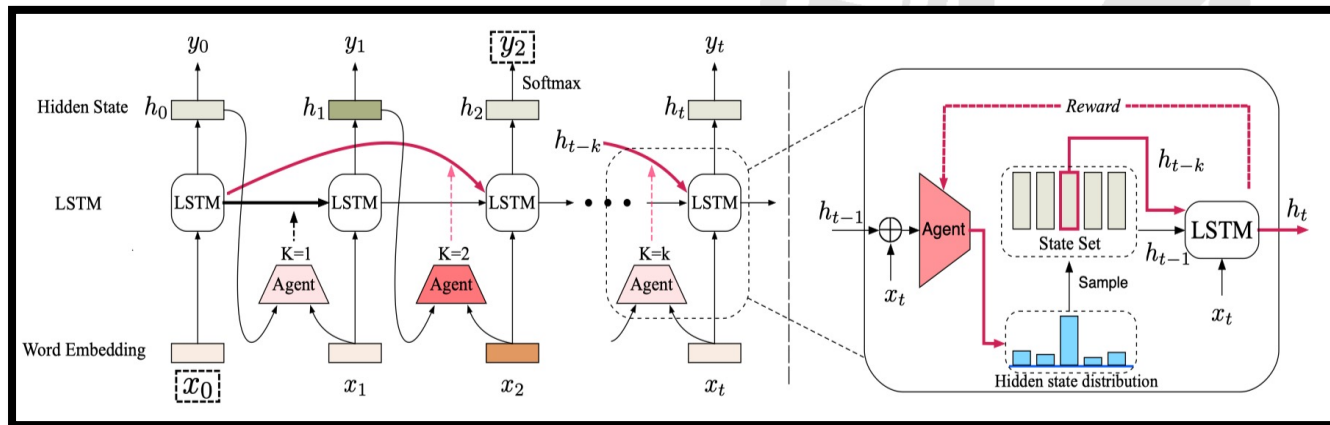 y₀ y₁ y₂ yₜ
Softmax
Hidden State h₀ h₁ h₂ hₜ
hₜ₋ₖ
LSTM LSTM LSTM LSTM LSTM
K=1 K=2 K=k
Agent Agent Agent
Word Embedding
x₀ x₁ x₂ xₜ
Reward
hₜ₋ₖ
hₜ₋₁ Agent LSTM hₜ
State Set hₜ₋₁
xₜ Sample xₜ
Hidden state distribution